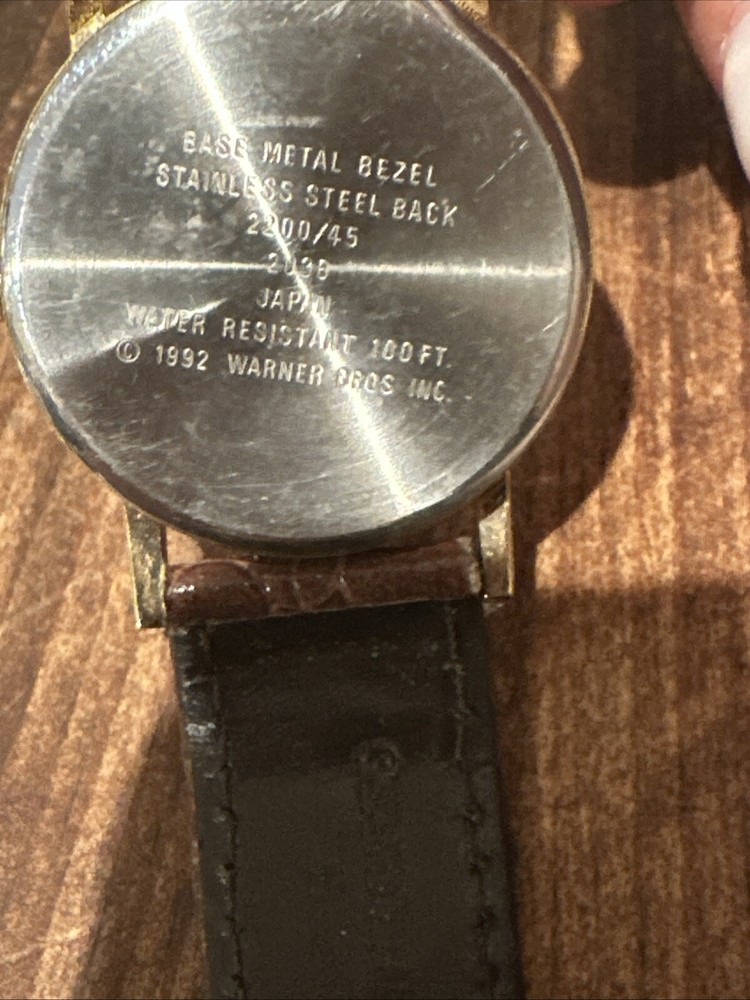 BASE METAL BEZEL
STAINLESS STEEL BACK
2200/45
JAPAN
WATER RESISTANT 100 FT.
© 1992 WARNER BROS INC.